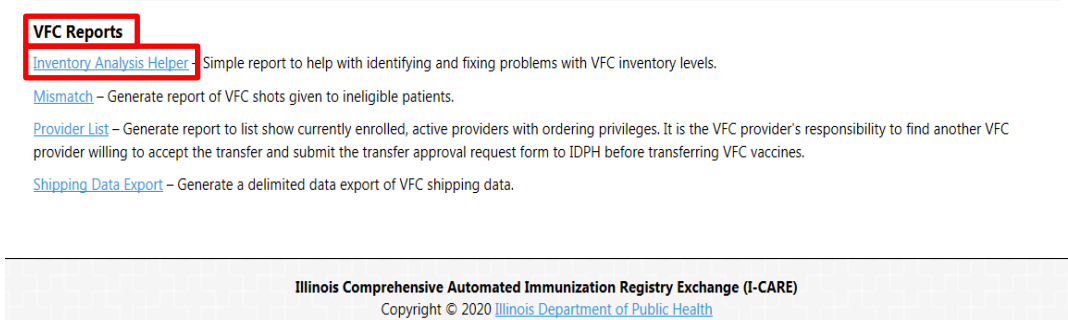 VFC Reports
Inventory Analysis Helper – Simple report to help with identifying and fixing problems with VFC inventory levels.
Mismatch – Generate report of VFC shots given to ineligible patients.
Provider List – Generate report to list show currently enrolled, active providers with ordering privileges. It is the VFC provider's responsibility to find another VFC
provider willing to accept the transfer and submit the transfer approval request form to IDPH before transferring VFC vaccines.
Shipping Data Export – Generate a delimited data export of VFC shipping data.
Illinois Comprehensive Automated Immunization Registry Exchange (I-CARE)
Copyright © 2020 Illinois Department of Public Health